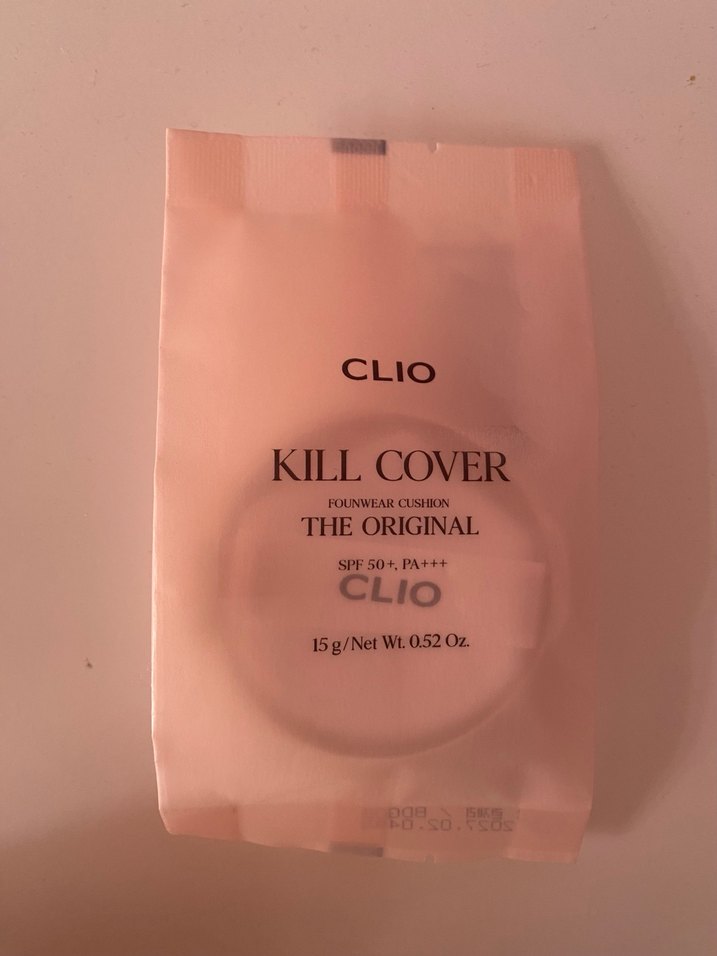 CLIO
KILL COVER
FOUNWEAR CUSHION
THE ORIGINAL
SPF 50+, PA+++
CLIO
15 g/Net Wt. 0.52 Oz.
/ BDG
2027.02.04